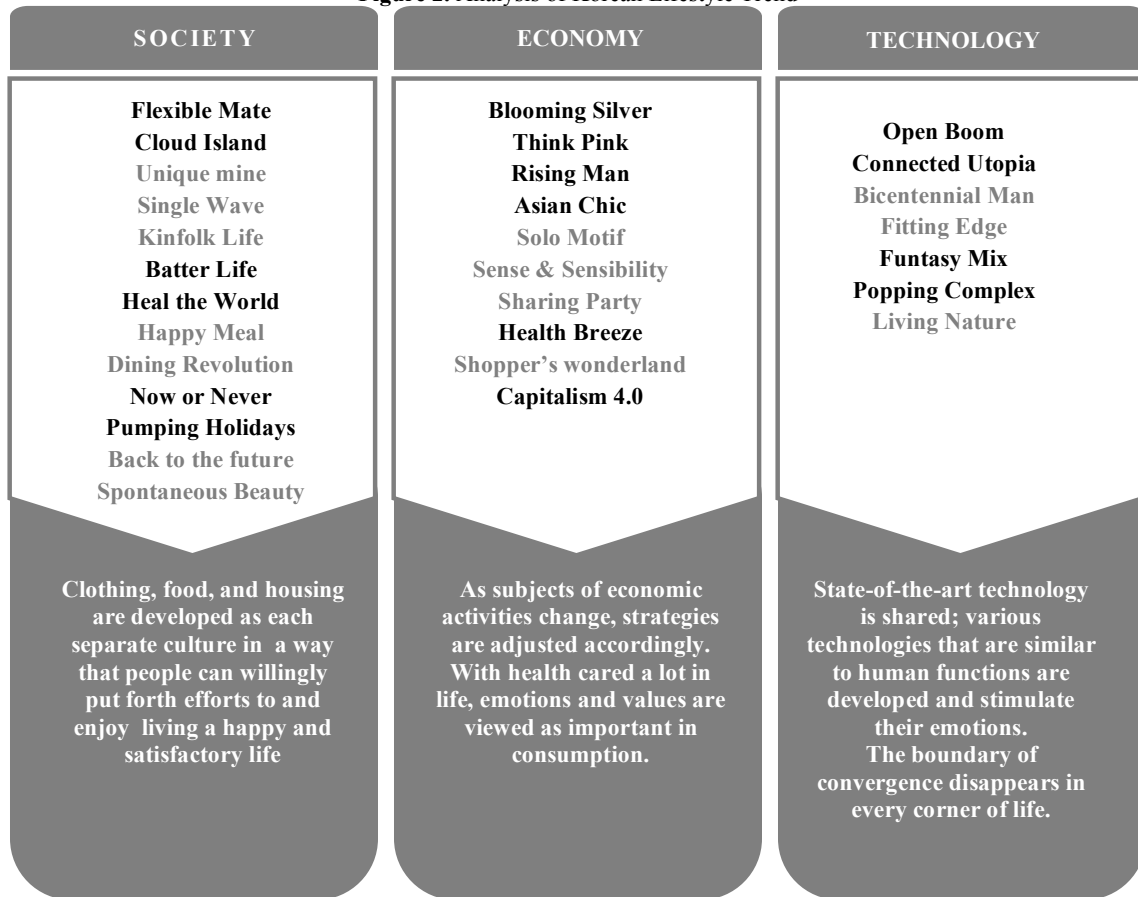 Figure 2. Analysis of Korean Lifestyle Trend
SOCIETY
Flexible Mate
Cloud Island
Unique mine
Single Wave
Kinfolk Life
Batter Life
Heal the World
Happy Meal
Dining Revolution
Now or Never
Pumping Holidays
Back to the future
Spontaneous Beauty
Clothing, food, and housing
are developed as each
separate culture in a way
that people can willingly
put forth efforts to and
enjoy living a happy and
satisfactory life
ECONOMY
Blooming Silver
Think Pink
Rising Man
Asian Chic
Solo Motif
Sense & Sensibility
Sharing Party
Health Breeze
Shopper's wonderland
Capitalism 4.0
As subjects of economic
activities change, strategies
are adjusted accordingly.
With health cared a lot in
life, emotions and values are
viewed as important in
consumption.
TECHNOLOGY
Open Boom
Connected Utopia
Bicentennial Man
Fitting Edge
Funtasy Mix
Popping Complex
Living Nature
State-of-the-art technology
is shared; various
technologies that are similar
to human functions are
developed and stimulate
their emotions.
The boundary of
convergence disappears in
every corner of life.